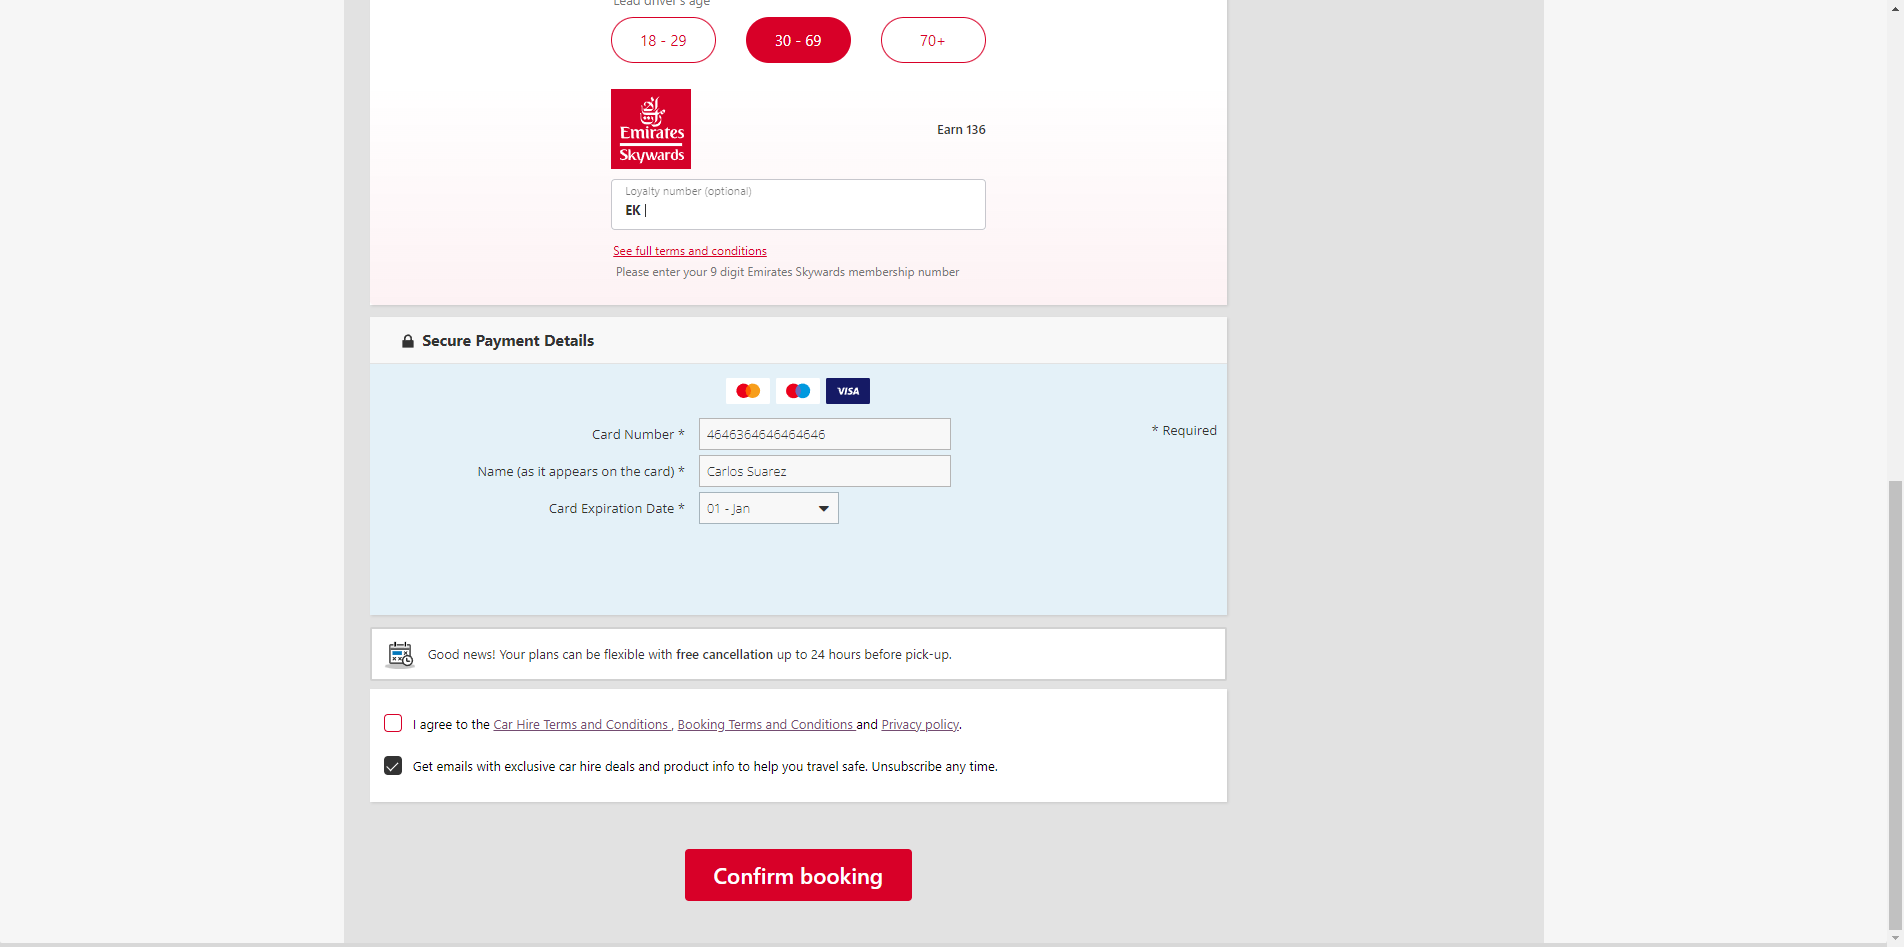 Lead driver's age
18 - 29
30 - 69
70+
Emirates
Skywards
Earn 136
Loyalty number (optional)
EK
See full terms and conditions
Please enter your 9 digit Emirates Skywards membership number
Secure Payment Details
VISA
Card Number *
4646364646464646
* Required
Name (as it appears on the card) *
Carlos Suarez
Card Expiration Date *
01 - Jan
Good news! Your plans can be flexible with free cancellation up to 24 hours before pick-up.
I agree to the Car Hire Terms and Conditions , Booking Terms and Conditions and Privacy policy.
Get emails with exclusive car hire deals and product info to help you travel safe. Unsubscribe any time.
Confirm booking